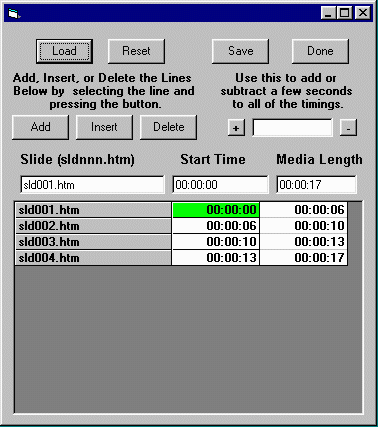 Load Reset Save Done
Add, Insert, or Delete the Lines
Below by selecting the line and
pressing the button.
Use this to add or
subtract a few seconds
to all of the timings.
Add Insert Delete + -
Slide (sldnnn.htm) Start Time Media Length
sld001.htm 00:00:00 00:00:17
sld001.htm 00:00:00 00:00:06
sld002.htm 00:00:06 00:00:10
sld003.htm 00:00:10 00:00:13
sld004.htm 00:00:13 00:00:17